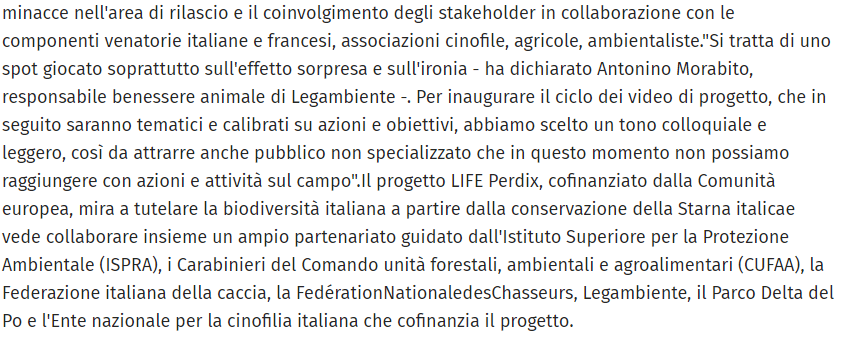 minacce nell'area di rilascio e il coinvolgimento degli stakeholder in collaborazione con le
componenti venatorie italiane e francesi, associazioni cinofile, agricole, ambientaliste."Si tratta di uno
spot giocato soprattutto sull'effetto sorpresa e sull'ironia - ha dichiarato Antonino Morabito,
responsabile benessere animale di Legambiente -. Per inaugurare il ciclo dei video di progetto, che in
seguito saranno tematici e calibrati su azioni e obiettivi, abbiamo scelto un tono colloquiale e
leggero, così da attrarre anche pubblico non specializzato che in questo momento non possiamo
raggiungere con azioni e attività sul campo".Il progetto LIFE Perdix, cofinanziato dalla Comunità
europea, mira a tutelare la biodiversità italiana a partire dalla conservazione della Starna italicae
vede collaborare insieme un ampio partenariato guidato dall'Istituto Superiore per la Protezione
Ambientale (ISPRA), i Carabinieri del Comando unità forestali, ambientali e agroalimentari (CUFAA), la
Federazione italiana della caccia, la FedérationNationaledesChasseurs, Legambiente, il Parco Delta del
Po e l'Ente nazionale per la cinofilia italiana che cofinanzia il progetto.